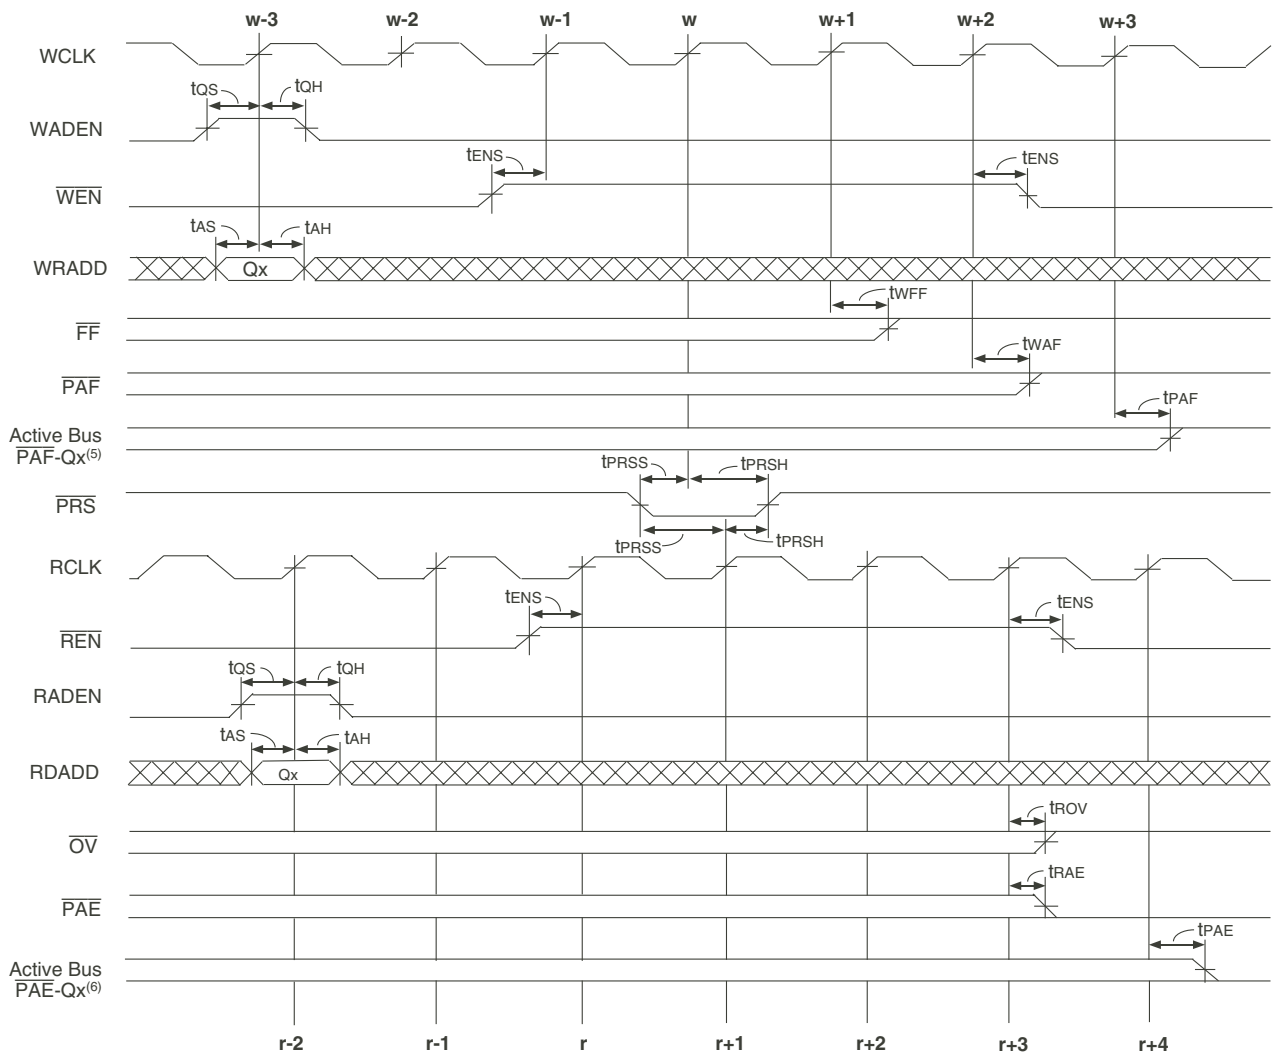 w-3 w-2 w-1 w w+1 w+2 w+3
WCLK
tQS tQH
WADEN
tENS tENS
WEN
tAS tAH
WRADD Qx
tWFF
FF
tWAF
PAF
tPAF
Active Bus
PAF-Qx(5)
tPRSS tPRSH
PRS
tPRSS tPRSH
RCLK
tENS tENS
REN
tQS tQH
RADEN
tAS tAH
RDADD Qx
tROV
OV
tRAE
PAE
tPAE
Active Bus
PAE-Qx(6)
r-2 r-1 r r+1 r+2 r+3 r+4